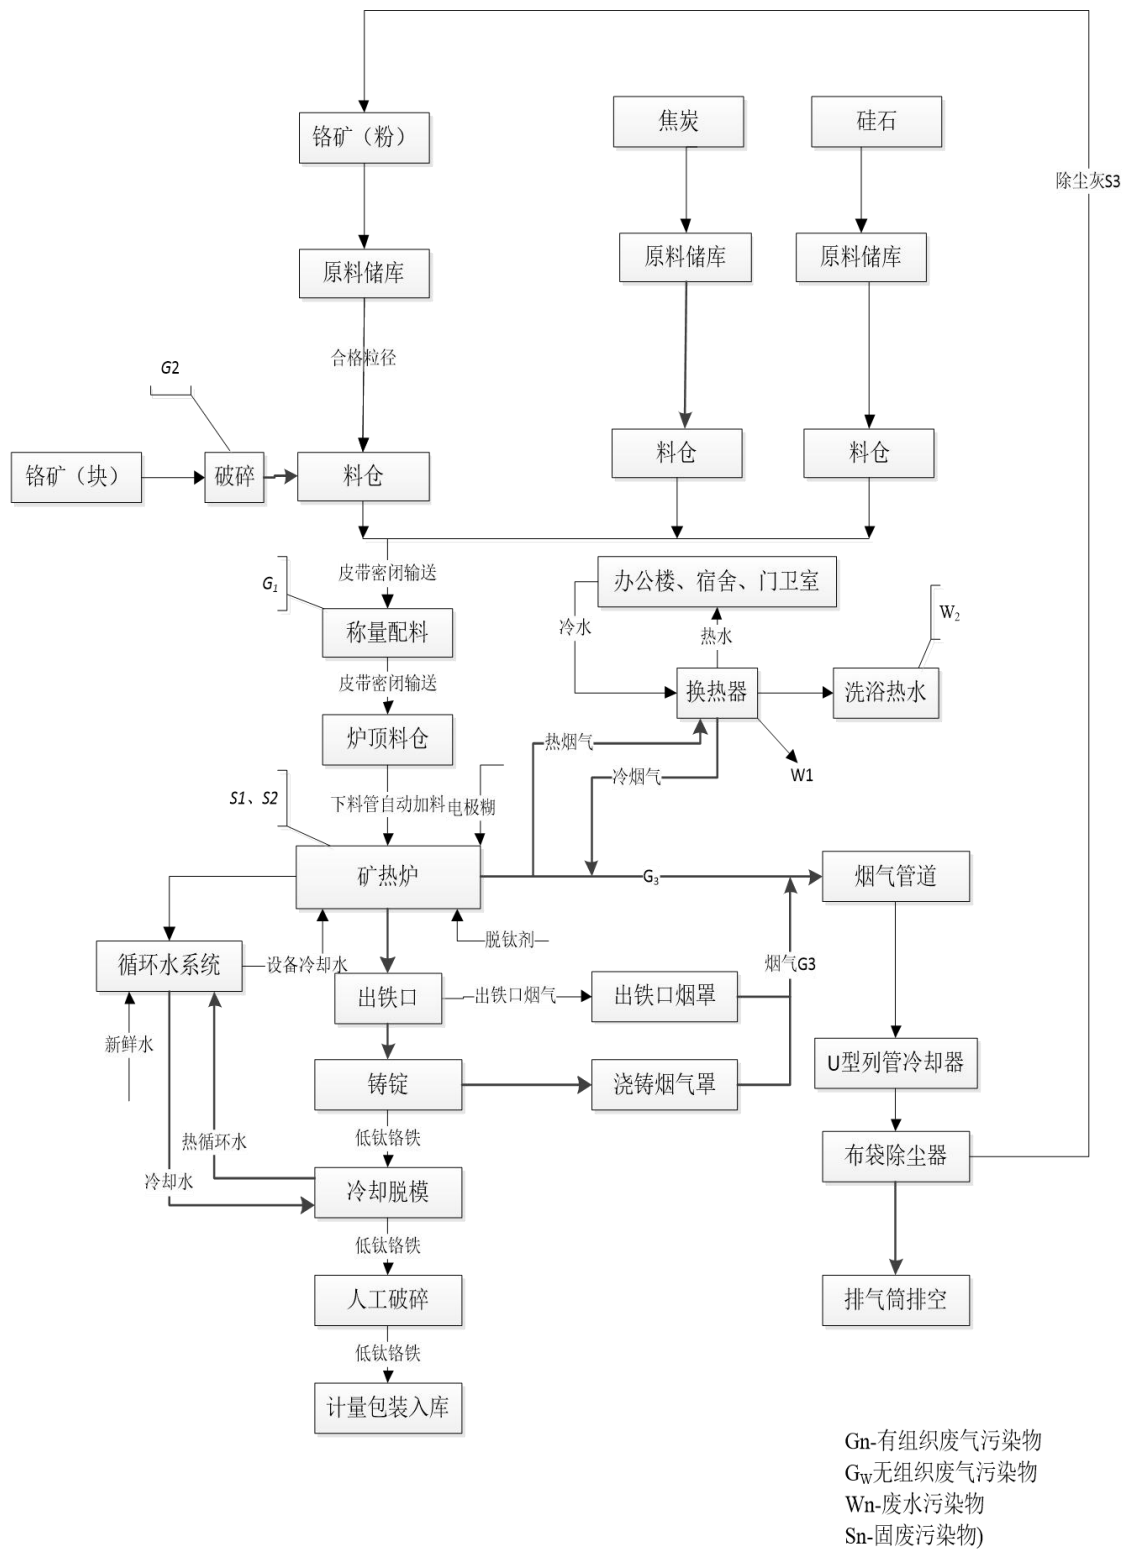 铬矿（粉）
焦炭
硅石
除尘灰S3
原料储库
原料储库
原料储库
合格粒径
G2
铬矿（块）
破碎
料仓
料仓
料仓
皮带密闭输送
G1
称量配料
皮带密闭输送
炉顶料仓
办公楼、宿舍、门卫室
冷水
热水
W2
换热器
洗浴热水
热烟气
冷烟气
W1
S1、S2
下料管自动加料
电极糊
矿热炉
G3
烟气管道
循环水系统
设备冷却水
脱钛剂
烟气G3
出铁口
出铁口烟气
出铁口烟罩
新鲜水
铸锭
浇铸烟气罩
U型列管冷却器
低钛铬铁
热循环水
冷却水
冷却脱模
布袋除尘器
低钛铬铁
人工破碎
排气筒排空
低钛铬铁
计量包装入库
Gn-有组织废气污染物
GW无组织废气污染物
Wn-废水污染物
Sn-固废污染物)